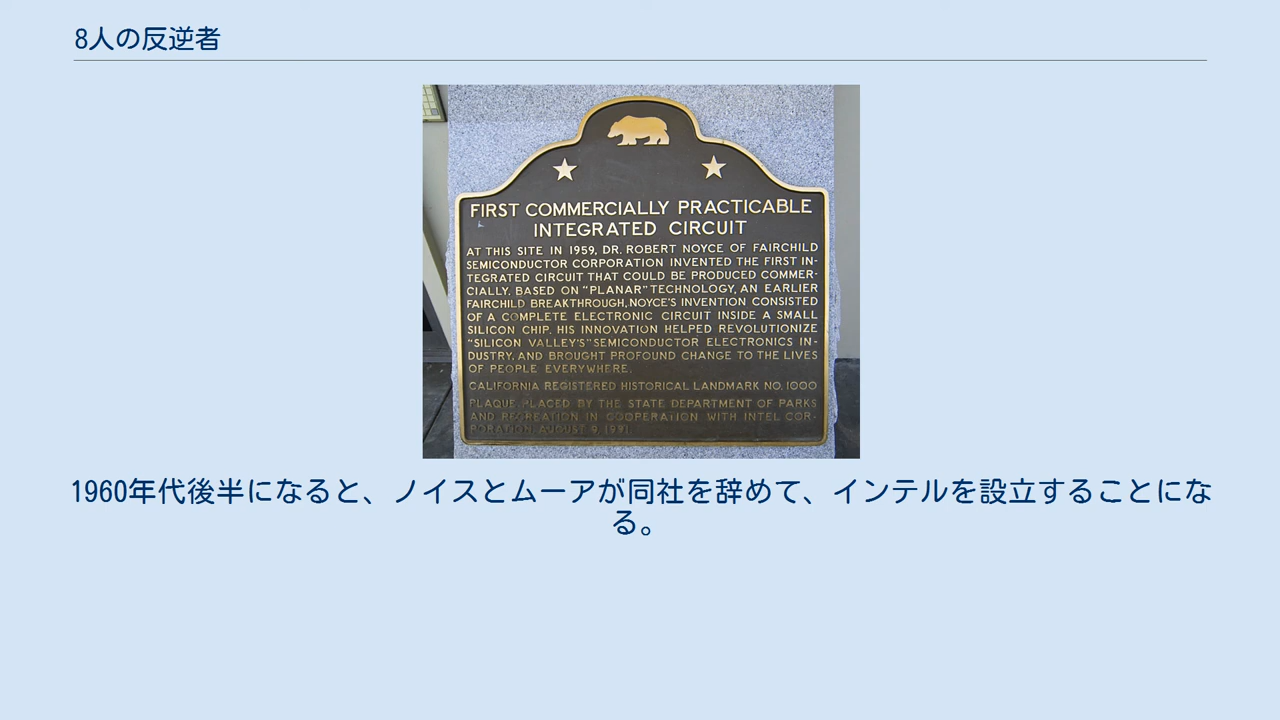 8人の反逆者
FIRST COMMERCIALLY PRACTICABLE
INTEGRATED CIRCUIT
AT THIS SITE IN 1959, DR. ROBERT NOYCE OF FAIRCHILD
SEMICONDUCTOR CORPORATION INVENTED THE FIRST IN-
TEGRATED CIRCUIT THAT COULD BE PRODUCED COMMER-
CIALLY. BASED ON "PLANAR" TECHNOLOGY, AN EARLIER
FAIRCHILD BREAKTHROUGH, NOYCE'S INVENTION CONSISTED
OF A COMPLETE ELECTRONIC CIRCUIT INSIDE A SMALL
SILICON CHIP. HIS INNOVATION HELPED REVOLUTIONIZE
"SILICON VALLEY'S" SEMICONDUCTOR ELECTRONICS IN-
DUSTRY, AND BROUGHT PROFOUND CHANGE TO THE LIVES
OF PEOPLE EVERYWHERE.
CALIFORNIA REGISTERED HISTORICAL LANDMARK NO. 1000
PLAQUE PLACED BY THE STATE DEPARTMENT OF PARKS
AND RECREATION IN COOPERATION WITH INTEL COR-
PORATION, AUGUST 9, 1991.
1960年代後半になると、ノイスとムーアが同社を辞めて、インテルを設立することにな
る。